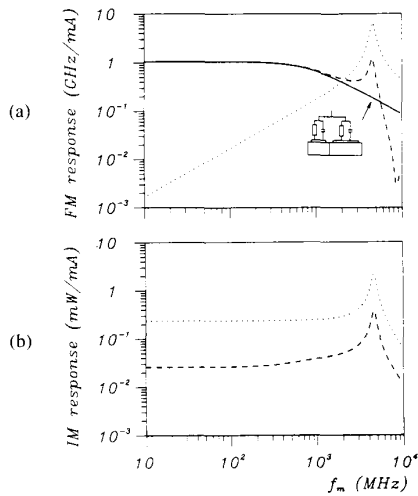 (a)
FM response (GHz/mA)
10
1
10⁻¹
10⁻²
10⁻³
(b)
IM response (mW/mA)
10
1
10⁻¹
10⁻²
10⁻³
10 10² 10³ 10⁴
fₘ (MHz)